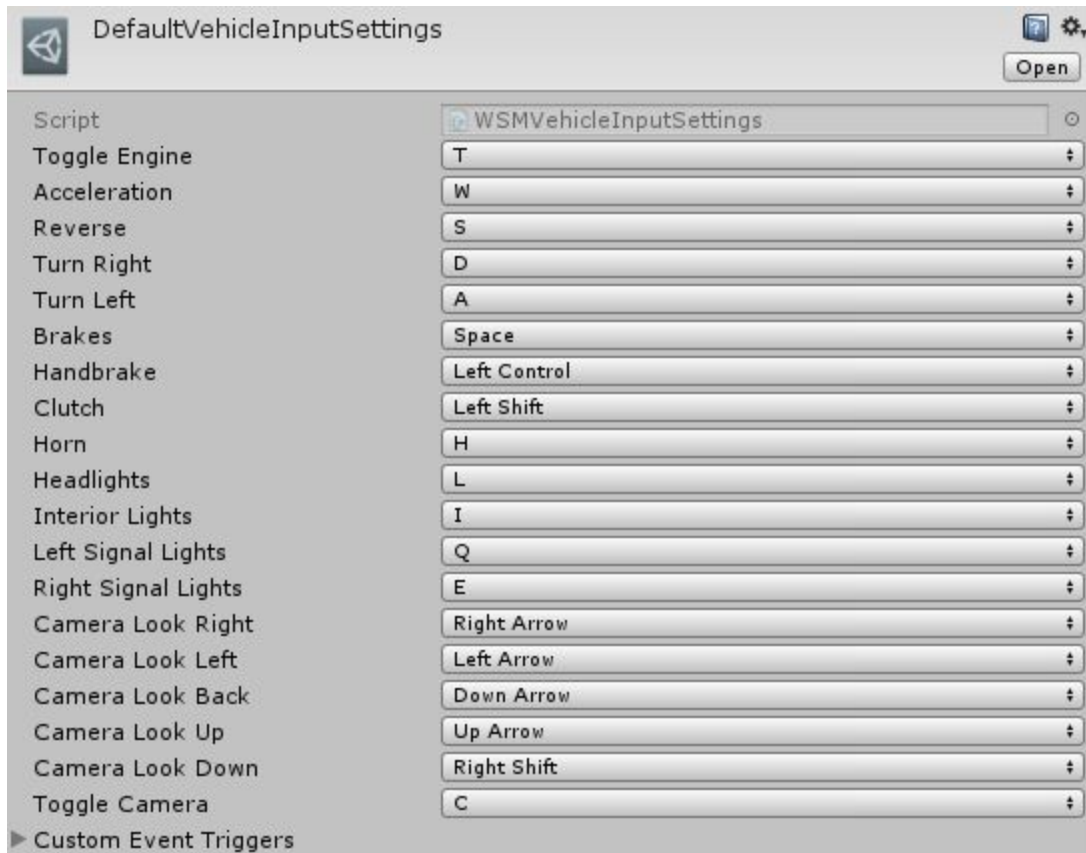 DefaultVehicleInputSettings
Open
Script WSMVehicleInputSettings
Toggle Engine T
Acceleration W
Reverse S
Turn Right D
Turn Left A
Brakes Space
Handbrake Left Control
Clutch Left Shift
Horn H
Headlights L
Interior Lights I
Left Signal Lights Q
Right Signal Lights E
Camera Look Right Right Arrow
Camera Look Left Left Arrow
Camera Look Back Down Arrow
Camera Look Up Up Arrow
Camera Look Down Right Shift
Toggle Camera C
Custom Event Triggers